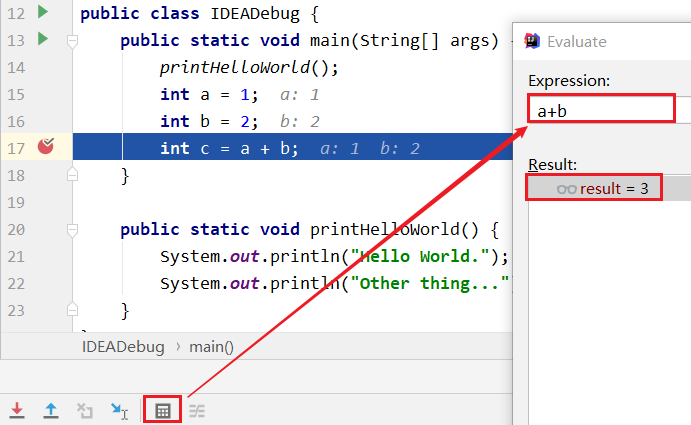 12 public class IDEADebug {
13 public static void main(String[] args)
14 printHelloWorld();
15 int a = 1; a: 1
16 int b = 2; b: 2
17 int c = a + b; a: 1 b: 2
18 }
19
20 public static void printHelloWorld() {
21 System.out.println("Hello World.");
22 System.out.println("Other thing..."
23 }
IDEADebug › main()
Evaluate
Expression:
a+b
Result:
result = 3